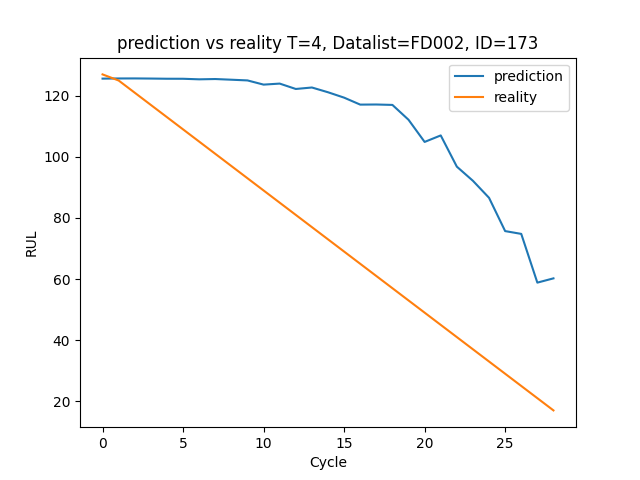 prediction vs reality T=4, Datalist=FD002, ID=173
prediction
reality
RUL
120
100
80
60
40
20
0 5 10 15 20 25
Cycle